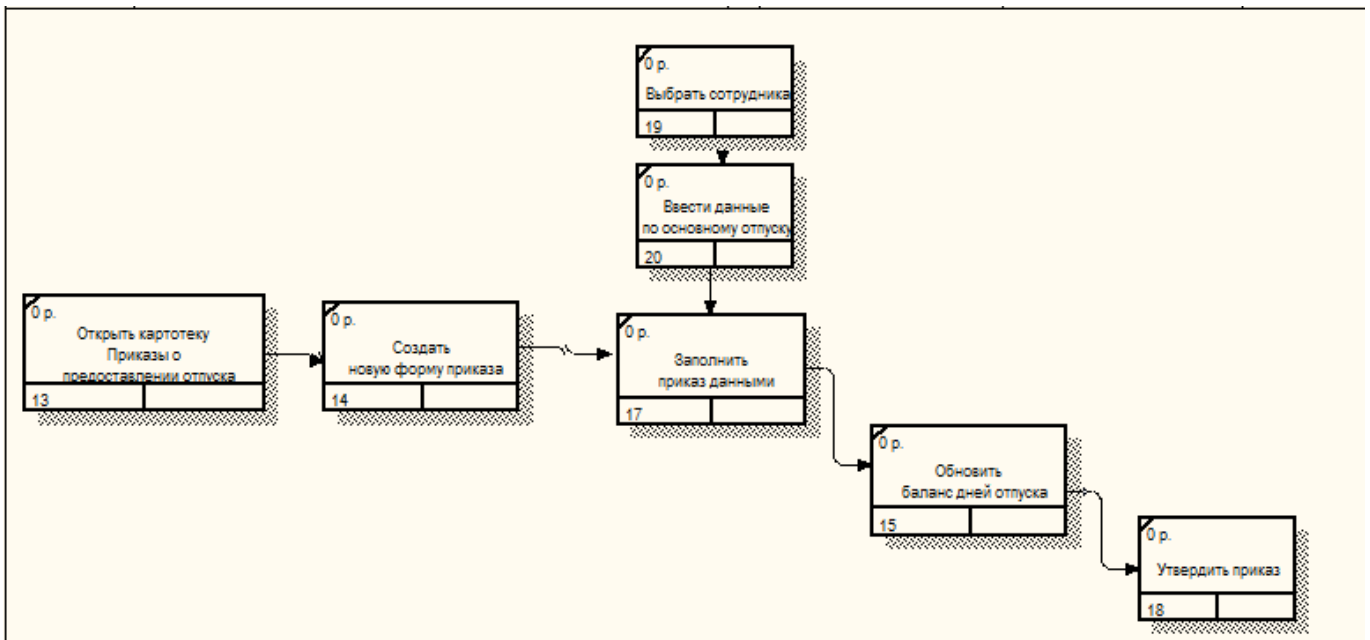 0 р.
Выбрать сотрудника
19
0 р.
Ввести данные
по основному отпуску
20
0 р.
Открыть картотеку
Приказы о
предоставлении отпуска
13
0 р.
Создать
новую форму приказа
14
0 р.
Заполнить
приказ данными
17
0 р.
Обновить
баланс дней отпуска
15
0 р.
Утвердить приказ
18